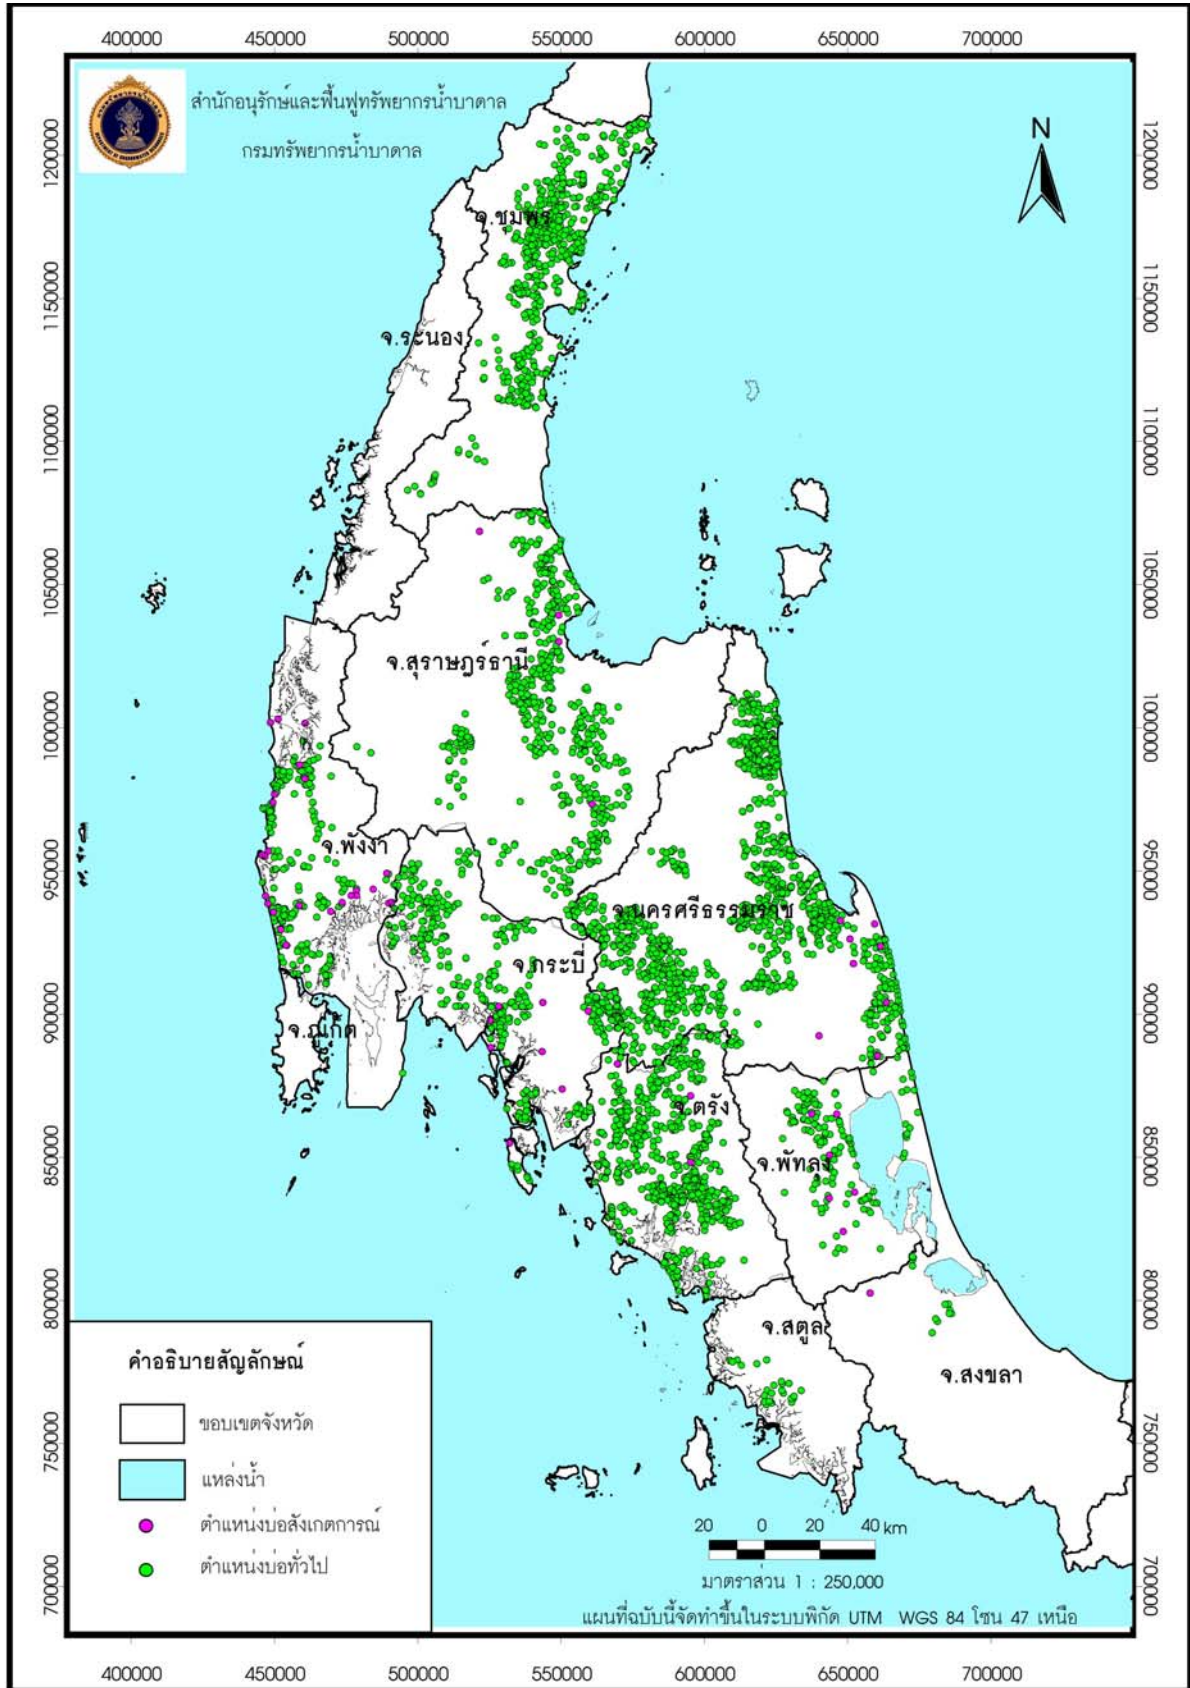 400000 450000 500000 550000 600000 650000 700000
สำนักอนุรักษ์และฟื้นฟูทรัพยากรน้ำบาดาล
กรมทรัพยากรน้ำบาดาล
N
1200000
1150000
1100000
1050000
1000000
950000
900000
850000
800000
750000
700000
1200000
1150000
1100000
1050000
1000000
950000
900000
850000
800000
750000
700000
จ.ชุมพร
จ.ระนอง
จ.สุราษฎร์ธานี
จ.พังงา
จ.นครศรีธรรมราช
จ.กระบี่
จ.ภูเก็ต
จ.ตรัง
จ.พัทลุง
จ.สตูล
จ.สงขลา
คำอธิบายสัญลักษณ์
ขอบเขตจังหวัด
แหล่งน้ำ
ตำแหน่งบ่อสังเกตการณ์
ตำแหน่งบ่อทั่วไป
20 0 20 40 km
มาตราส่วน 1 : 250,000
แผนที่ฉบับนี้จัดทำขึ้นในระบบพิกัด UTM WGS 84 โซน 47 เหนือ
400000 450000 500000 550000 600000 650000 700000